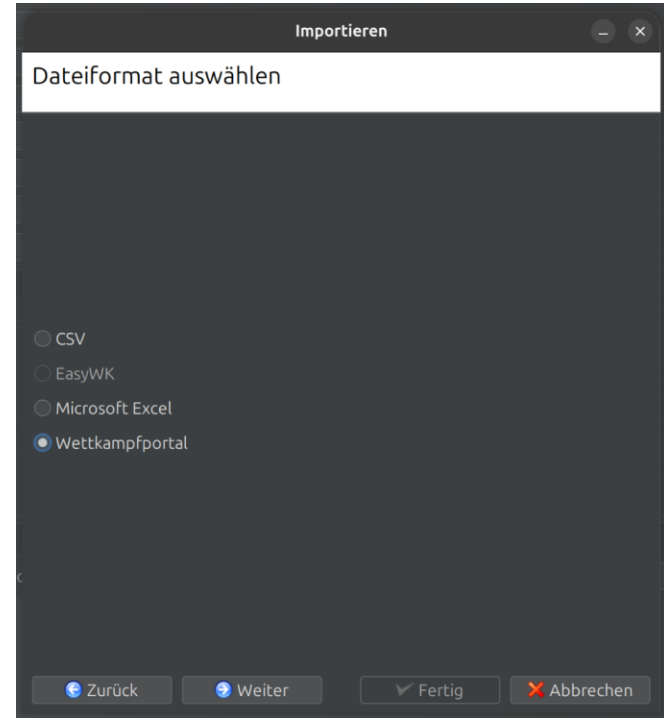 Importieren
Dateiformat auswählen
CSV
EasyWK
Microsoft Excel
Wettkampfportal
Zurück Weiter Fertig Abbrechen